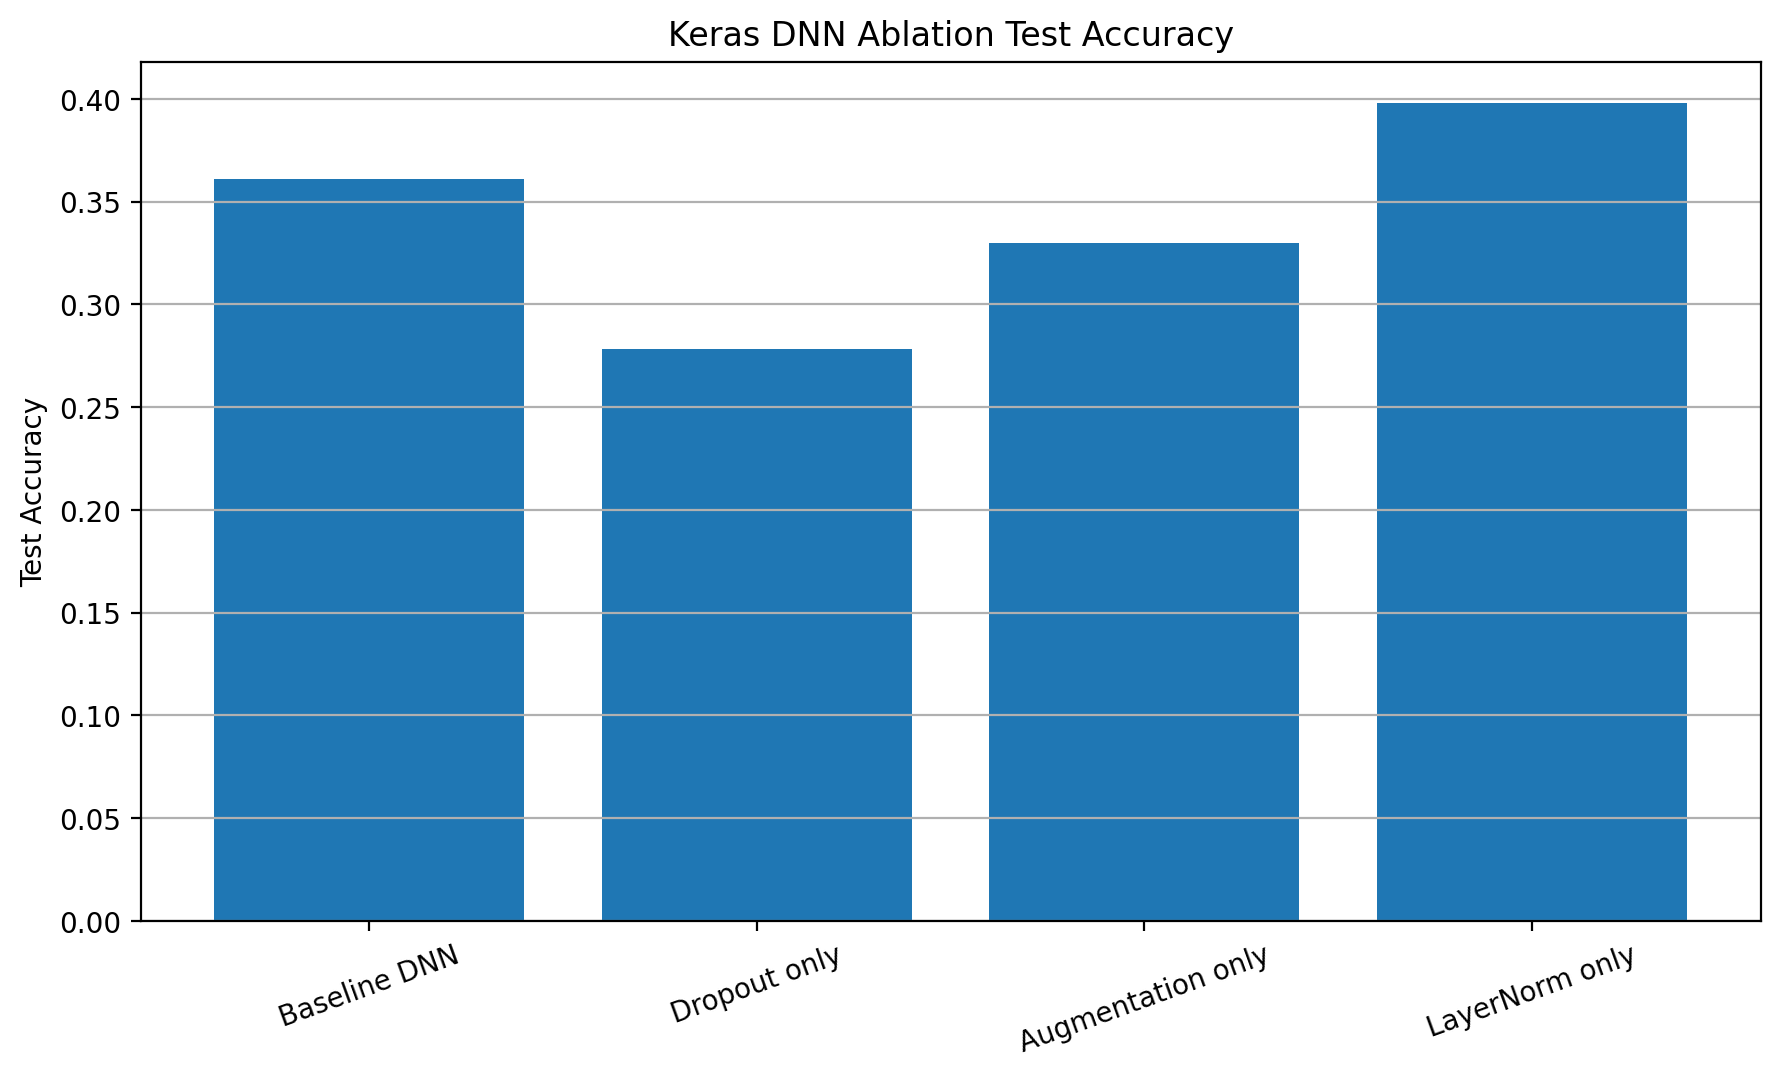 Keras DNN Ablation Test Accuracy
Test Accuracy
0.40
0.35
0.30
0.25
0.20
0.15
0.10
0.05
0.00
Baseline DNN
Dropout only
Augmentation only
LayerNorm only